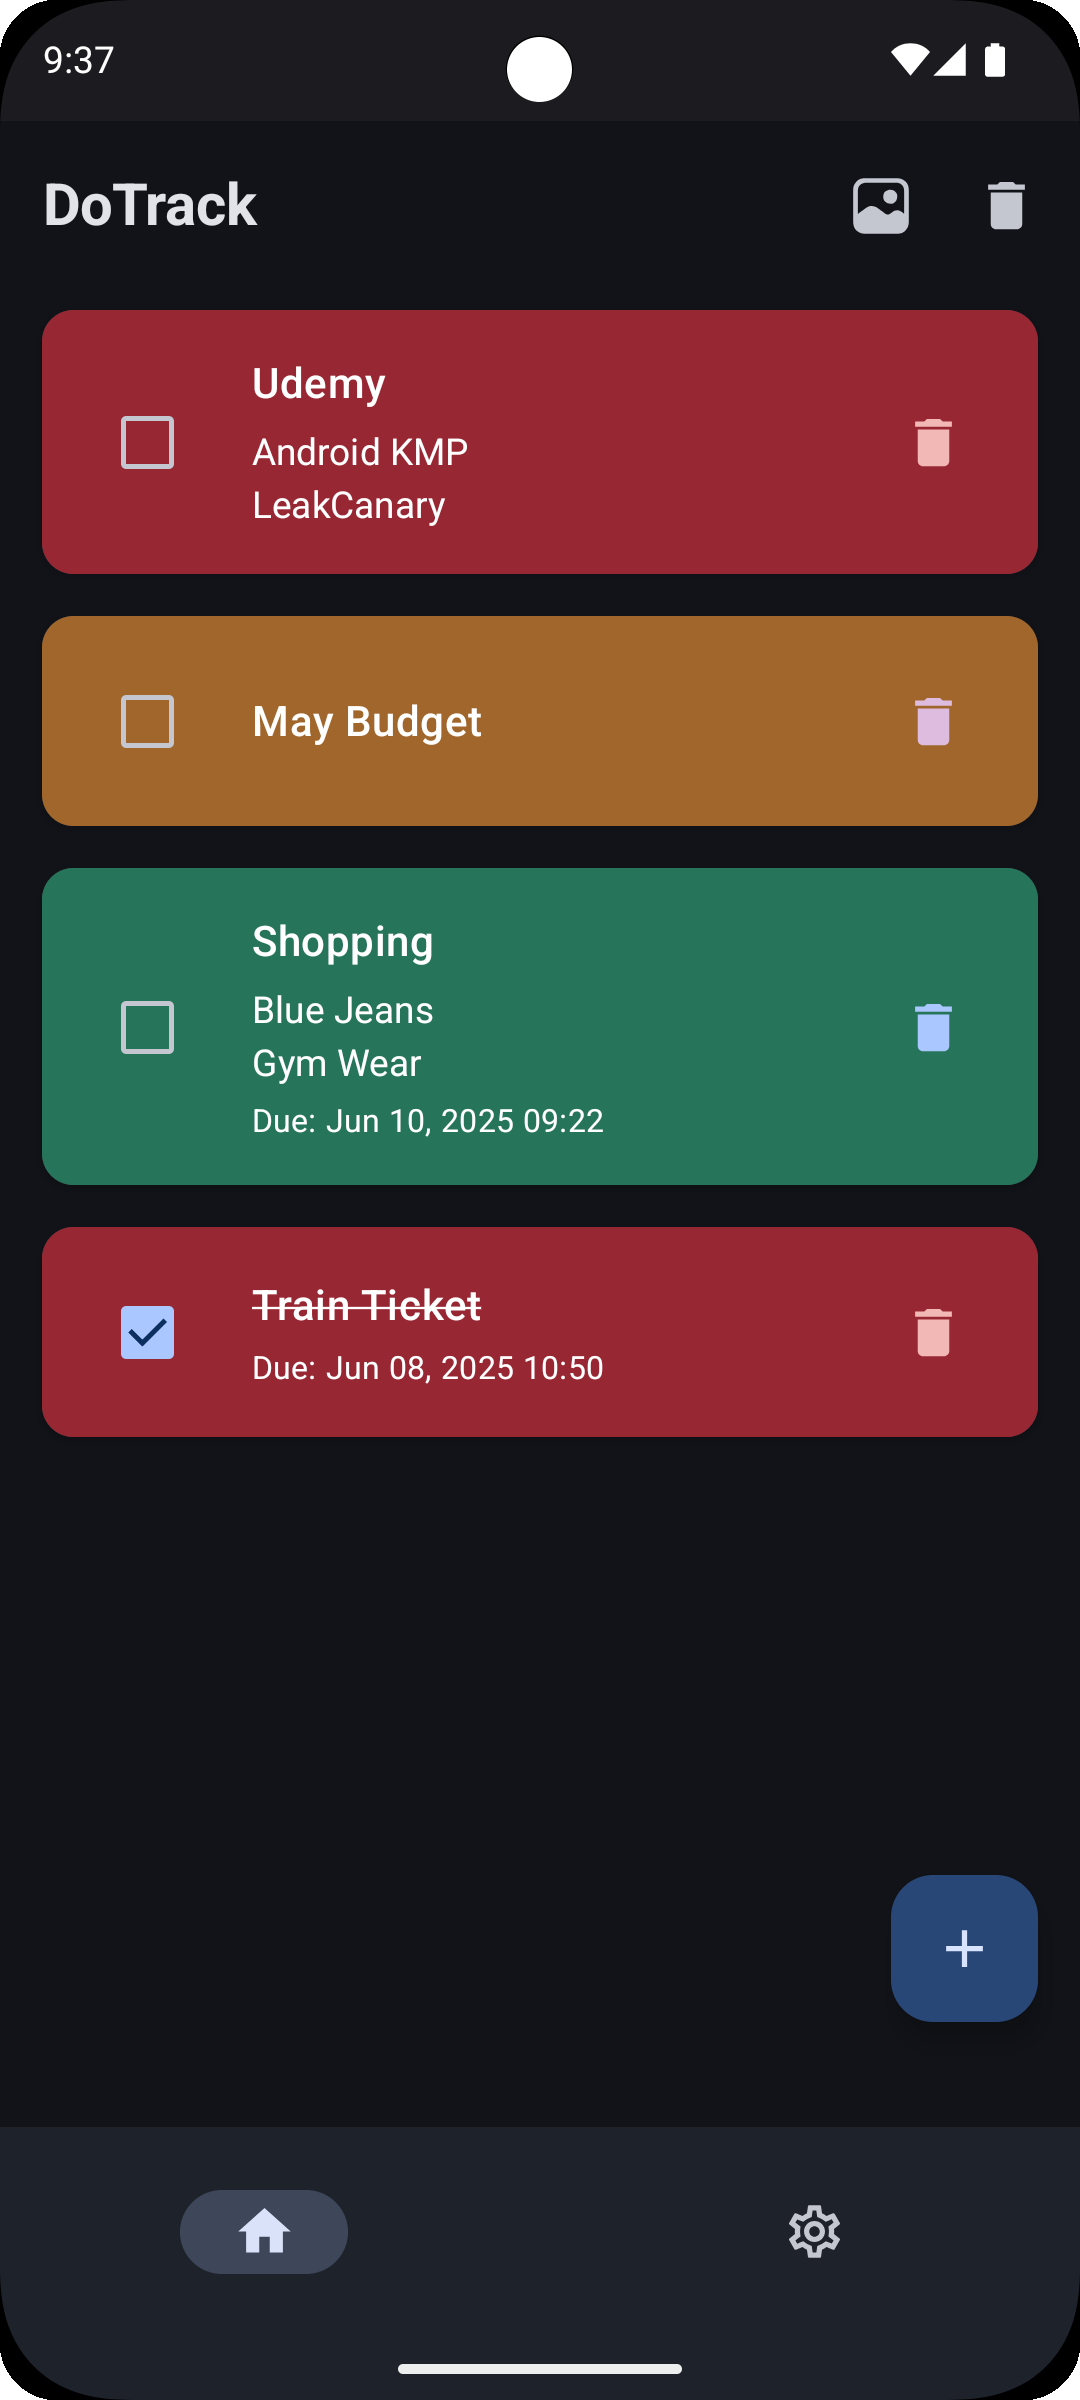 9:37
DoTrack
Udemy
Android KMP
LeakCanary
May Budget
Shopping
Blue Jeans
Gym Wear
Due: Jun 10, 2025 09:22
Train Ticket
Due: Jun 08, 2025 10:50